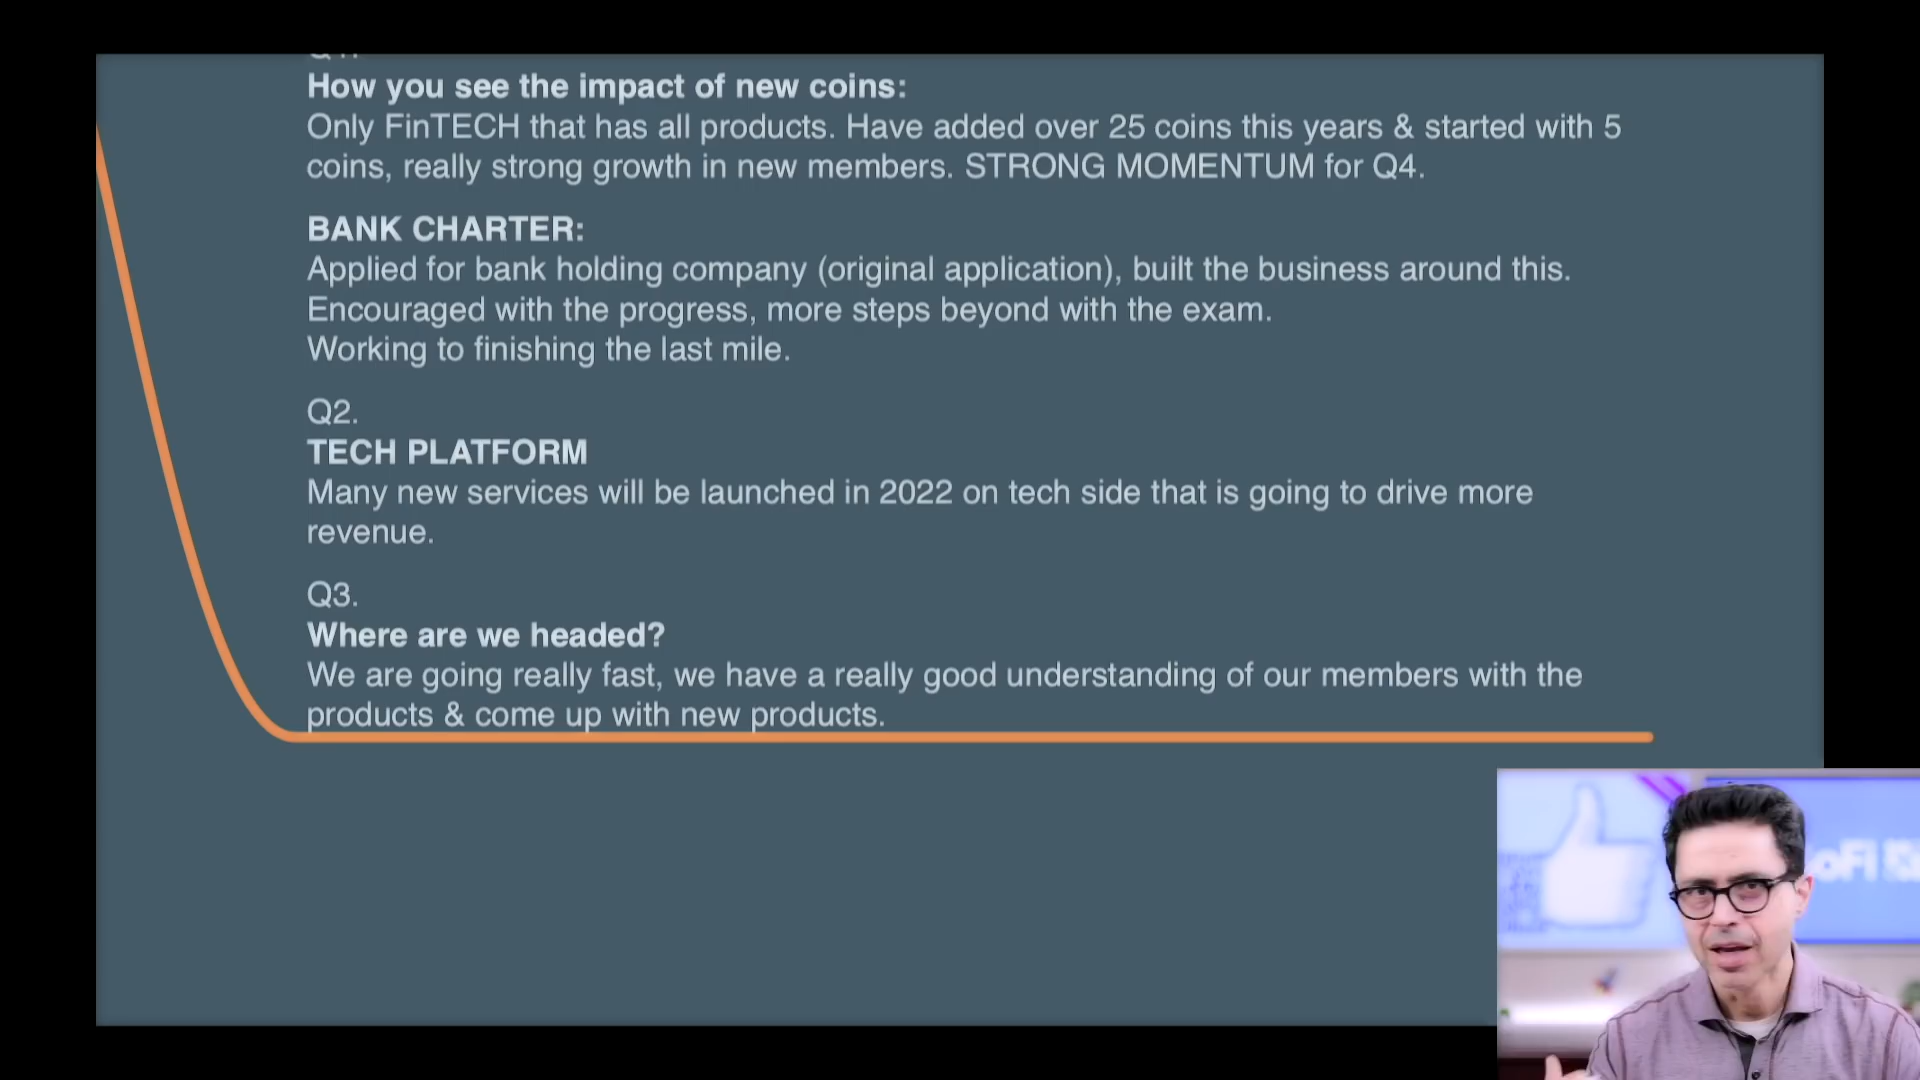 How you see the impact of new coins:
Only FinTECH that has all products. Have added over 25 coins this years & started with 5
coins, really strong growth in new members. STRONG MOMENTUM for Q4.
BANK CHARTER:
Applied for bank holding company (original application), built the business around this.
Encouraged with the progress, more steps beyond with the exam.
Working to finishing the last mile.
Q2.
TECH PLATFORM
Many new services will be launched in 2022 on tech side that is going to drive more
revenue.
Q3.
Where are we headed?
We are going really fast, we have a really good understanding of our members with the
products & come up with new products.
oFi